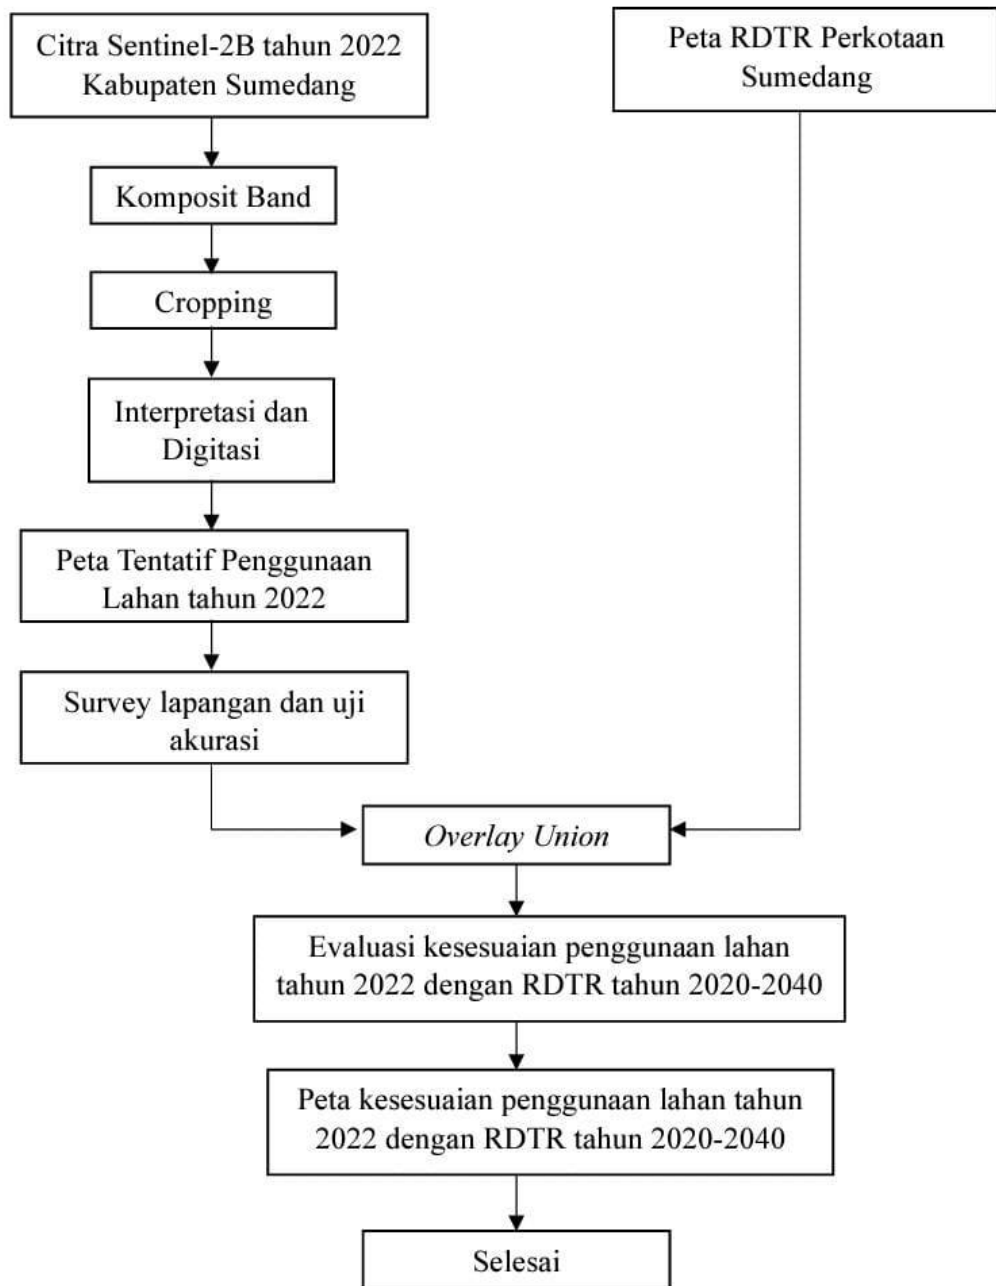 Citra Sentinel-2B tahun 2022
Kabupaten Sumedang
Peta RDTR Perkotaan
Sumedang
Komposit Band
Cropping
Interpretasi dan
Digitasi
Peta Tentatif Penggunaan
Lahan tahun 2022
Survey lapangan dan uji
akurasi
Overlay Union
Evaluasi kesesuaian penggunaan lahan
tahun 2022 dengan RDTR tahun 2020-2040
Peta kesesuaian penggunaan lahan tahun
2022 dengan RDTR tahun 2020-2040
Selesai